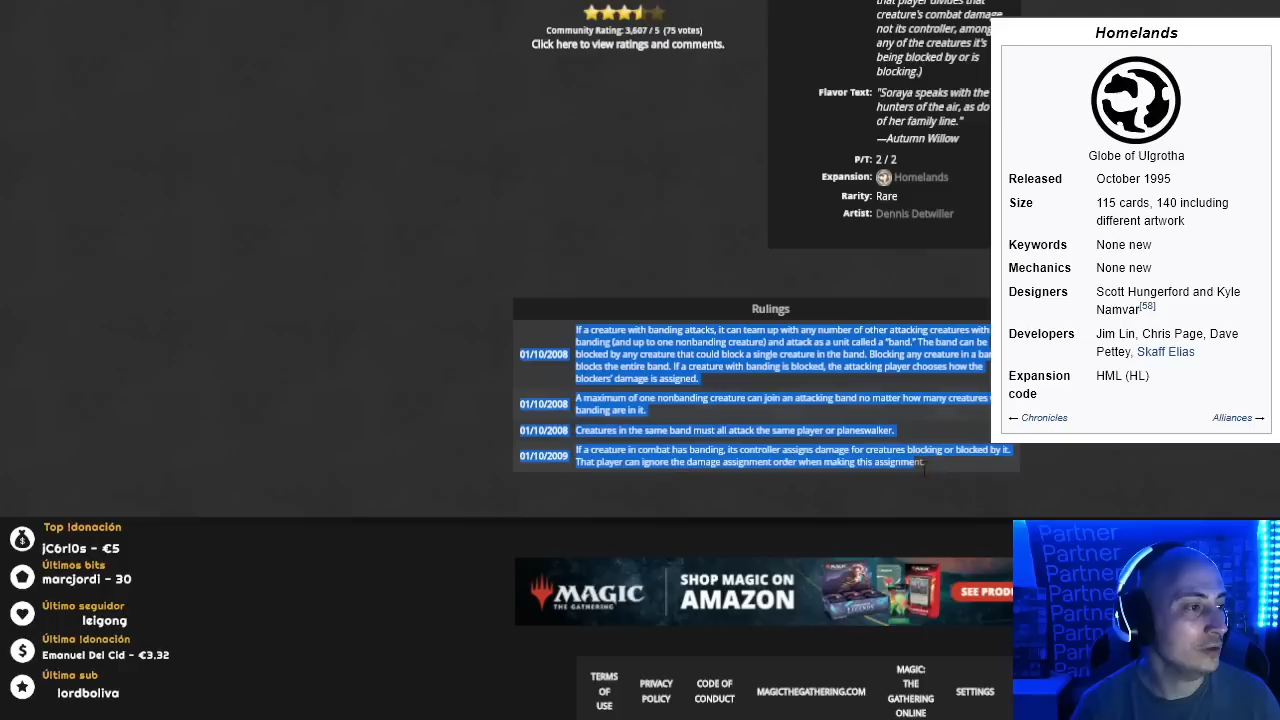 that player divides that
creature's combat damage,
not its controller, among
any of the creatures it's
being blocked by or is
blocking.)
Flavor Text: "Soraya speaks with the
hunters of the air, as do
of her family line."
—Autumn Willow
P/T: 2 / 2
Expansion: Homelands
Rarity: Rare
Artist: Dennis Detwiller
Community Rating: 3,607 / 5 (75 votes)
Click here to view ratings and comments.
Homelands
Globe of Ulgrotha
Released October 1995
Size 115 cards, 140 including
different artwork
Keywords None new
Mechanics None new
Designers Scott Hungerford and Kyle
Namvar[58]
Developers Jim Lin, Chris Page, Dave
Pettey, Skaff Elias
Expansion HML (HL)
code
← Chronicles Alliances →
Rulings
01/10/2008 If a creature with banding attacks, it can team up with any number of other attacking creatures with
banding (and up to one nonbanding creature) and attack as a unit called a "band." The band can be
blocked by any creature that could block a single creature in the band. Blocking any creature in a
blocks the entire band. If a creature with banding is blocked, the attacking player chooses how the
blockers' damage is assigned.
01/10/2008 A maximum of one nonbanding creature can join an attacking band no matter how many creatures
banding are in it.
01/10/2008 Creatures in the same band must all attack the same player or planeswalker.
01/10/2009 If a creature in combat has banding, its controller assigns damage for creatures blocking or blocked by it.
That player can ignore the damage assignment order when making this assignment.
Top !donación
jC6rl0s - €5
Últimos bits
marcjordi - 30
Último seguidor
leigong
Última !donación
Emanuel Del Cid - €3.32
Última sub
lordboliva
MAGIC
THE GATHERING
SHOP MAGIC ON
AMAZON
SEE PRODU
TERMS
OF
USE
PRIVACY
POLICY
CODE OF
CONDUCT
MAGICTHEGATHERING.COM
MAGIC:
THE
GATHERING
ONLINE
SETTINGS
Partner
Partner
Partner
Partner
Partner